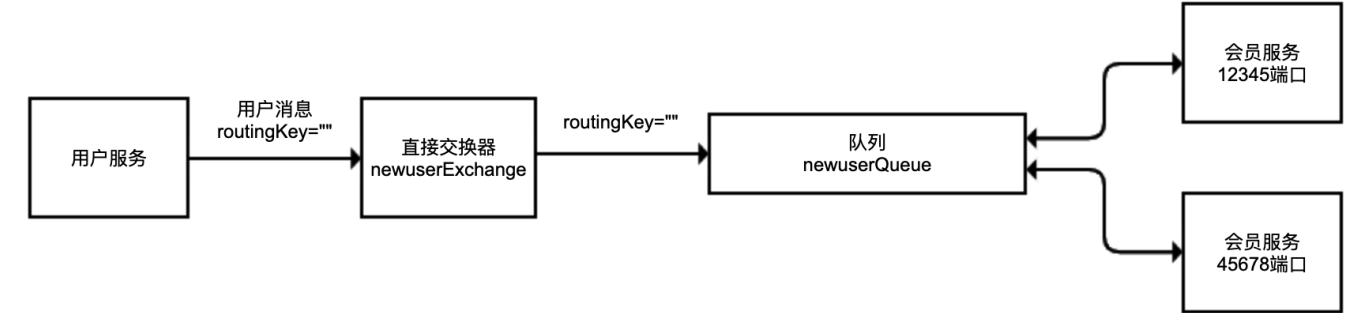 用户服务
用户消息
routingKey=""
直接交换器
newuserExchange
routingKey=""
队列
newuserQueue
会员服务
12345端口
会员服务
45678端口